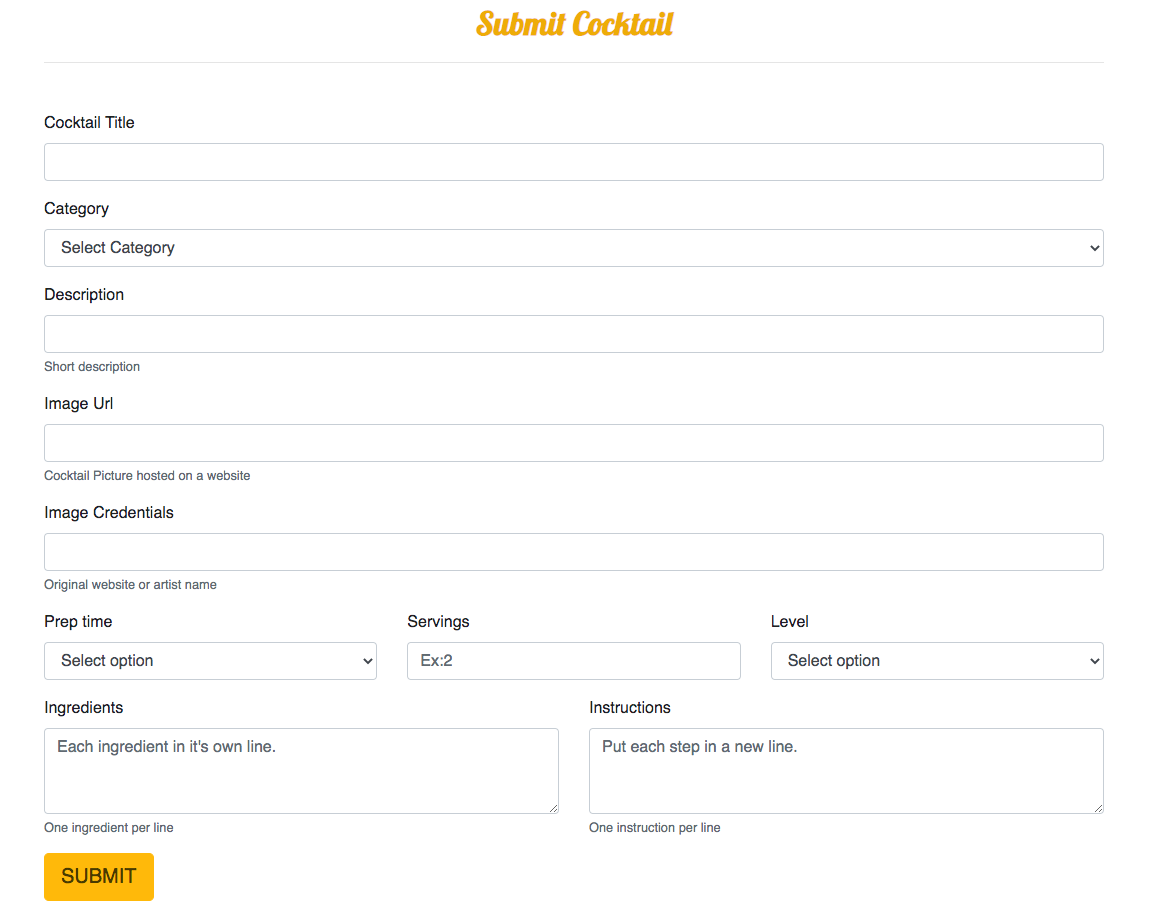 Submit Cocktail
Cocktail Title
Category
Select Category
Description
Short description
Image Url
Cocktail Picture hosted on a website
Image Credentials
Original website or artist name
Prep time
Servings
Level
Select option
Ex:2
Select option
Ingredients
Instructions
Each ingredient in it's own line.
Put each step in a new line.
One ingredient per line
One instruction per line
SUBMIT